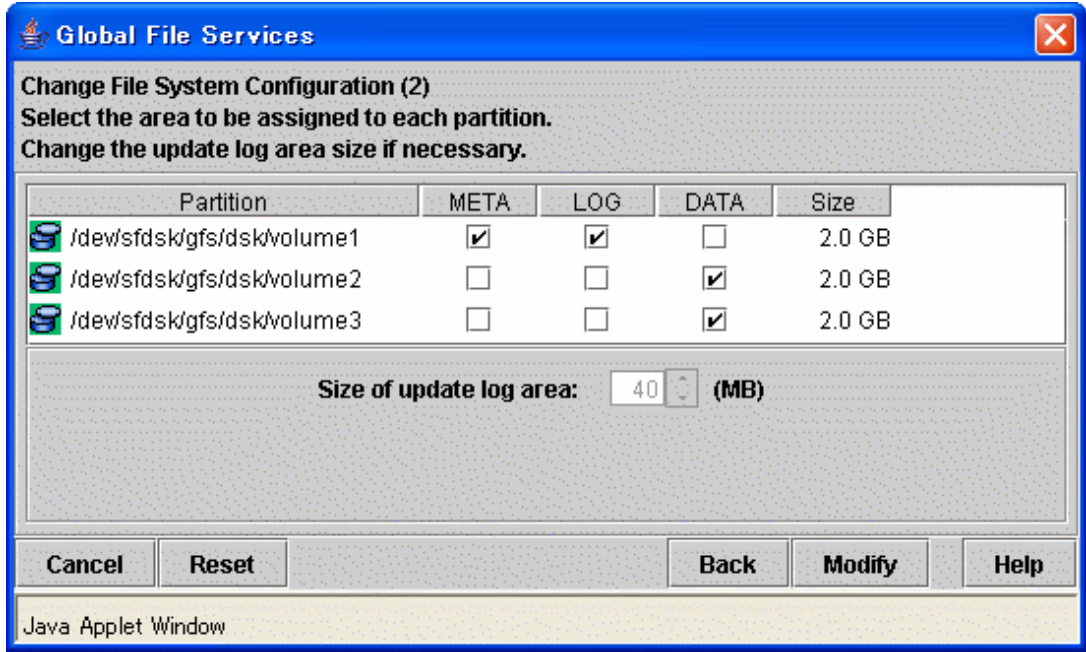 Global File Services
Change File System Configuration (2)
Select the area to be assigned to each partition.
Change the update log area size if necessary.
Partition META LOG DATA Size
/dev/sfdsk/gfs/dsk/volume1 2.0 GB
/dev/sfdsk/gfs/dsk/volume2 2.0 GB
/dev/sfdsk/gfs/dsk/volume3 2.0 GB
Size of update log area: 40 (MB)
Cancel Reset Back Modify Help
Java Applet Window